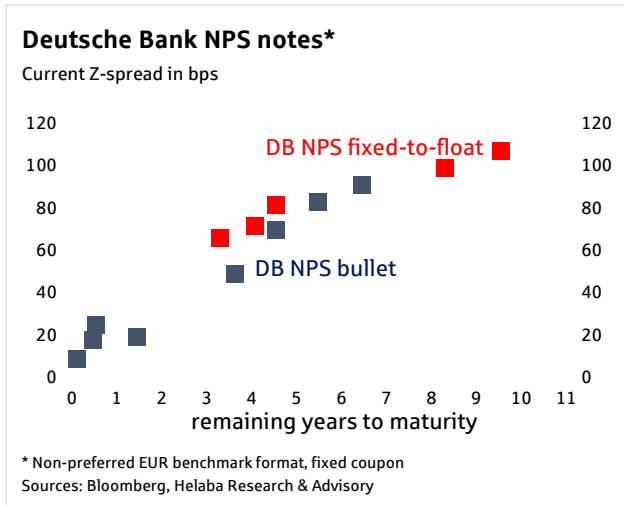 Deutsche Bank NPS notes*
Current Z-spread in bps
120 120
DB NPS fixed-to-float
100 100
80 80
60 60
DB NPS bullet
40 40
20 20
0 0
0 1 2 3 4 5 6 7 8 9 10 11
remaining years to maturity
* Non-preferred EUR benchmark format, fixed coupon
Sources: Bloomberg, Helaba Research & Advisory